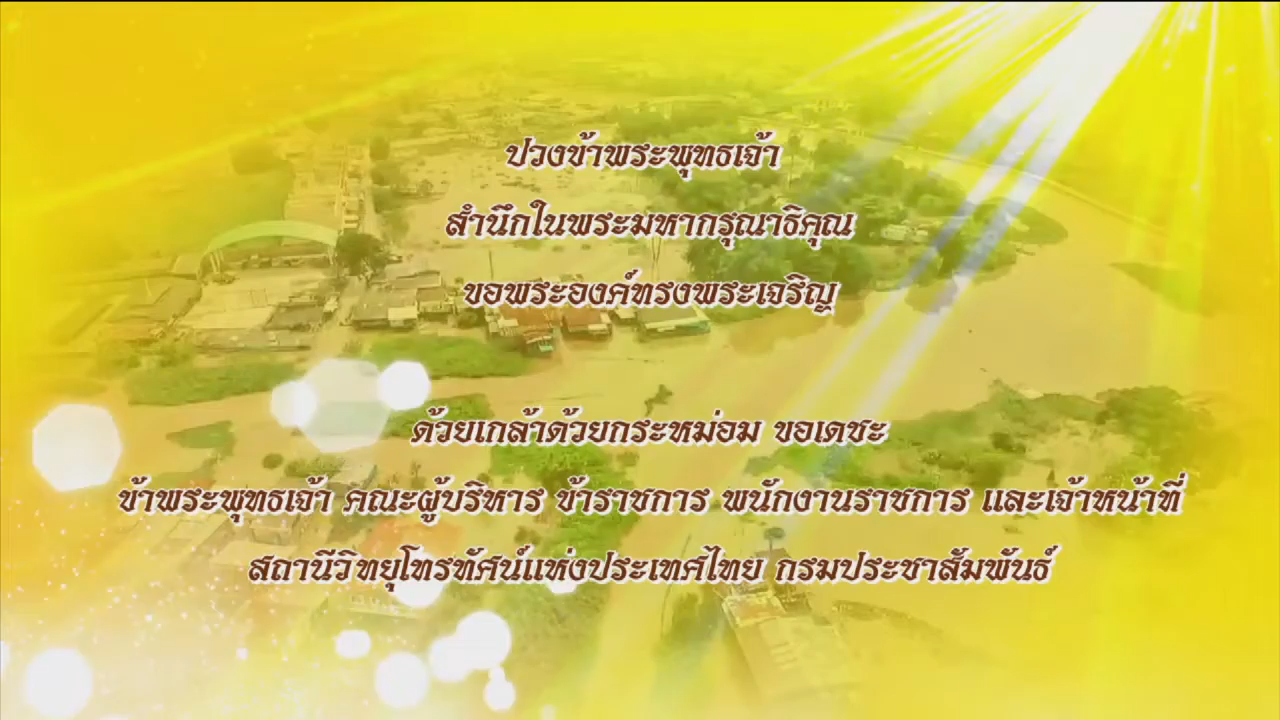 ปวงข้าพระพุทธเจ้า
สำนึกในพระมหากรุณาธิคุณ
ขอพระองค์ทรงพระเจริญ
ด้วยเกล้าด้วยกระหม่อม ขอเดชะ
ข้าพระพุทธเจ้า คณะผู้บริหาร ข้าราชการ พนักงานราชการ และเจ้าหน้าที่
สถานีวิทยุโทรทัศน์แห่งประเทศไทย กรมประชาสัมพันธ์